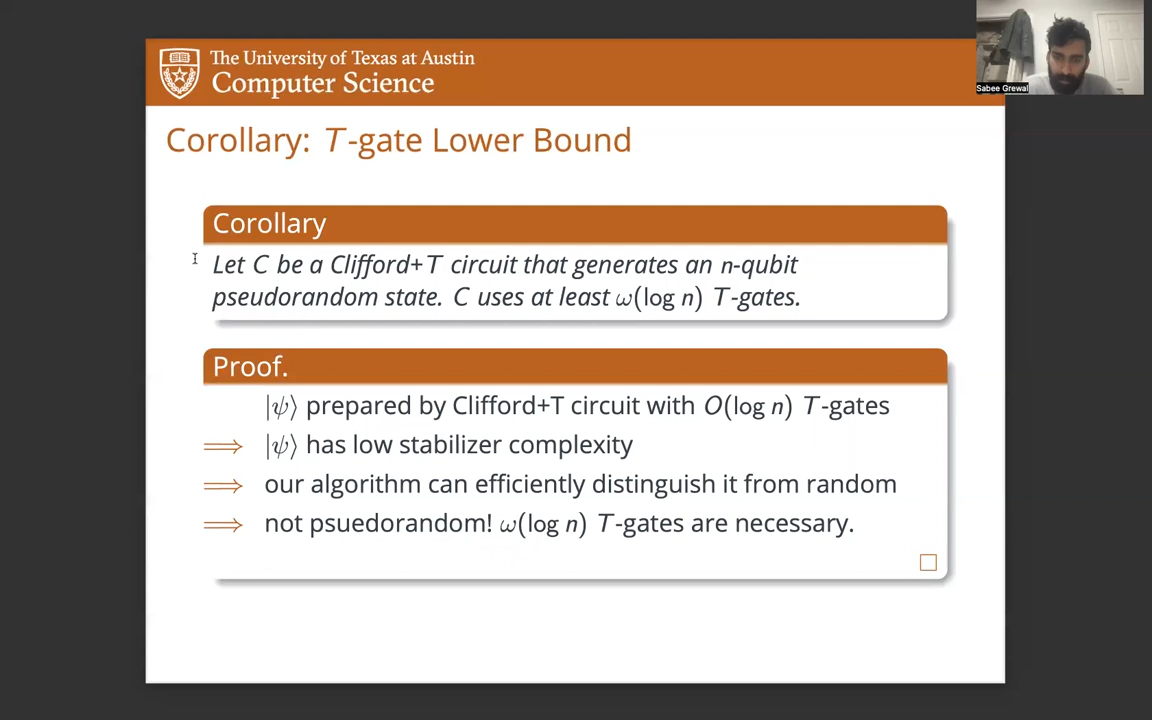 Sabee Grewal
The University of Texas at Austin
Computer Science
Corollary: T-gate Lower Bound
Corollary
Let C be a Clifford+T circuit that generates an n-qubit
pseudorandom state. C uses at least ω(log n) T-gates.
Proof.
|ψ⟩ prepared by Clifford+T circuit with O(log n) T-gates
⟹ |ψ⟩ has low stabilizer complexity
⟹ our algorithm can efficiently distinguish it from random
⟹ not psuedorandom! ω(log n) T-gates are necessary.
□